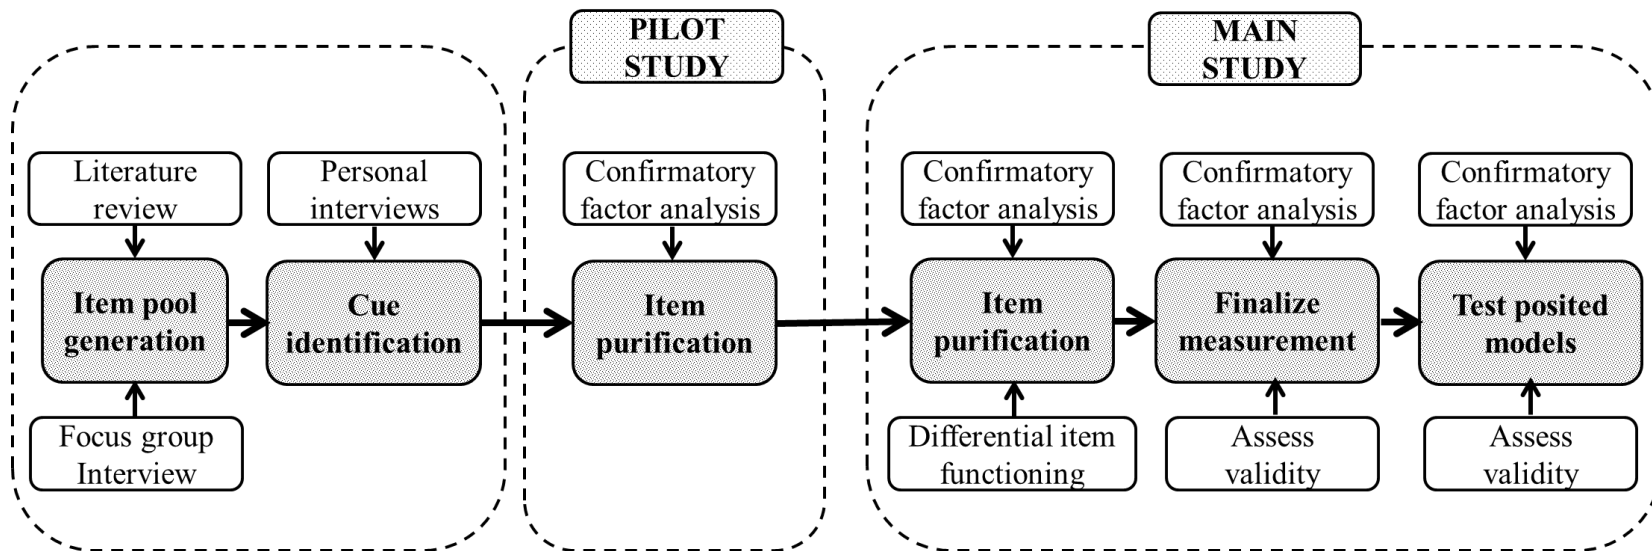 PILOT
STUDY
MAIN
STUDY
Literature
review
Personal
interviews
Confirmatory
factor analysis
Confirmatory
factor analysis
Confirmatory
factor analysis
Confirmatory
factor analysis
Item pool
generation
Cue
identification
Item
purification
Item
purification
Finalize
measurement
Test posited
models
Focus group
Interview
Differential item
functioning
Assess
validity
Assess
validity